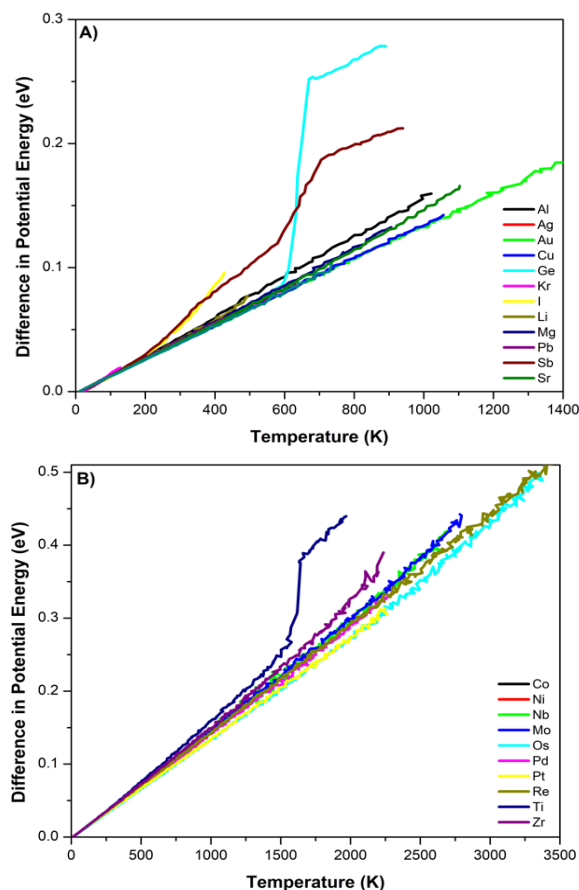 A)
0.3
0.2
0.1
0.0
Difference in Potential Energy (eV)
Al
Ag
Au
Cu
Ge
Kr
I
Li
Mg
Pb
Sb
Sr
0 200 400 600 800 1000 1200 1400
Temperature (K)
B)
0.5
0.4
0.3
0.2
0.1
0.0
Difference in Potential Energy (eV)
Co
Ni
Nb
Mo
Os
Pd
Pt
Re
Ti
Zr
0 500 1000 1500 2000 2500 3000 3500
Temperature (K)